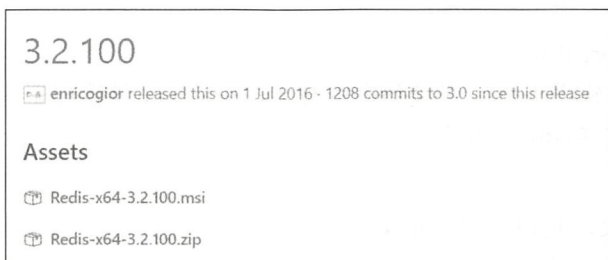 3.2.100
enricogior released this on 1 Jul 2016 · 1208 commits to 3.0 since this release
Assets
Redis-x64-3.2.100.msi
Redis-x64-3.2.100.zip